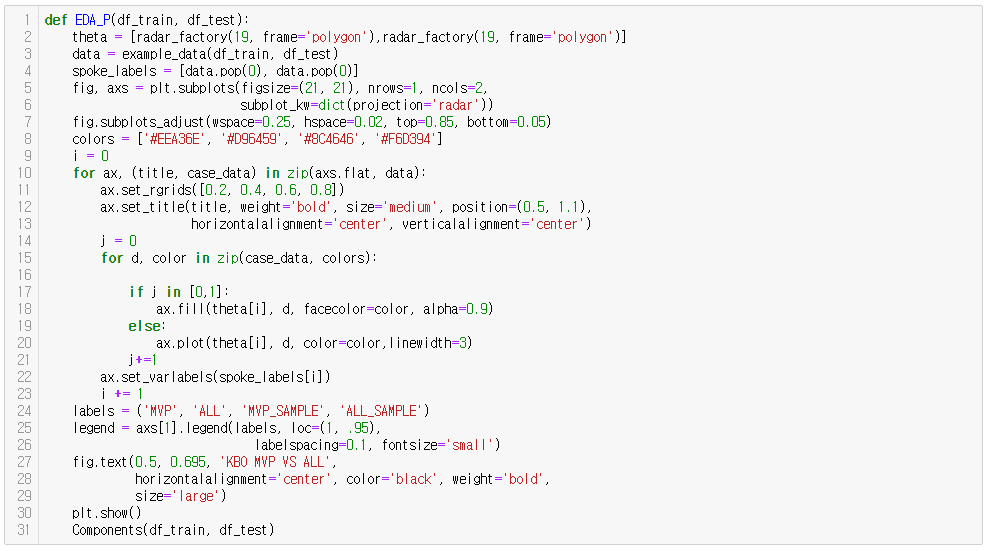 1 def EDA_P(df_train, df_test):
2     theta = [radar_factory(19, frame='polygon'),radar_factory(19, frame='polygon')]
3     data = example_data(df_train, df_test)
4     spoke_labels = [data.pop(0), data.pop(0)]
5     fig, axs = plt.subplots(figsize=(21, 21), nrows=1, ncols=2,
6                             subplot_kw=dict(projection='radar'))
7     fig.subplots_adjust(wspace=0.25, hspace=0.02, top=0.85, bottom=0.05)
8     colors = ['#EEA36E', '#D96459', '#8C4646', '#F6D394']
9     i = 0
10     for ax, (title, case_data) in zip(axs.flat, data):
11         ax.set_rgrids([0.2, 0.4, 0.6, 0.8])
12         ax.set_title(title, weight='bold', size='medium', position=(0.5, 1.1),
13                      horizontalalignment='center', verticalalignment='center')
14         j = 0
15         for d, color in zip(case_data, colors):
16
17             if j in [0,1]:
18                 ax.fill(theta[i], d, facecolor=color, alpha=0.9)
19             else:
20                 ax.plot(theta[i], d, color=color,linewidth=3)
21             j+=1
22         ax.set_varlabels(spoke_labels[i])
23         i += 1
24     labels = ('MVP', 'ALL', 'MVP_SAMPLE', 'ALL_SAMPLE')
25     legend = axs[1].legend(labels, loc=(1, .95),
26                               labelspacing=0.1, fontsize='small')
27     fig.text(0.5, 0.695, 'KBO MVP VS ALL',
28              horizontalalignment='center', color='black', weight='bold',
29              size='large')
30     plt.show()
31     Components(df_train, df_test)